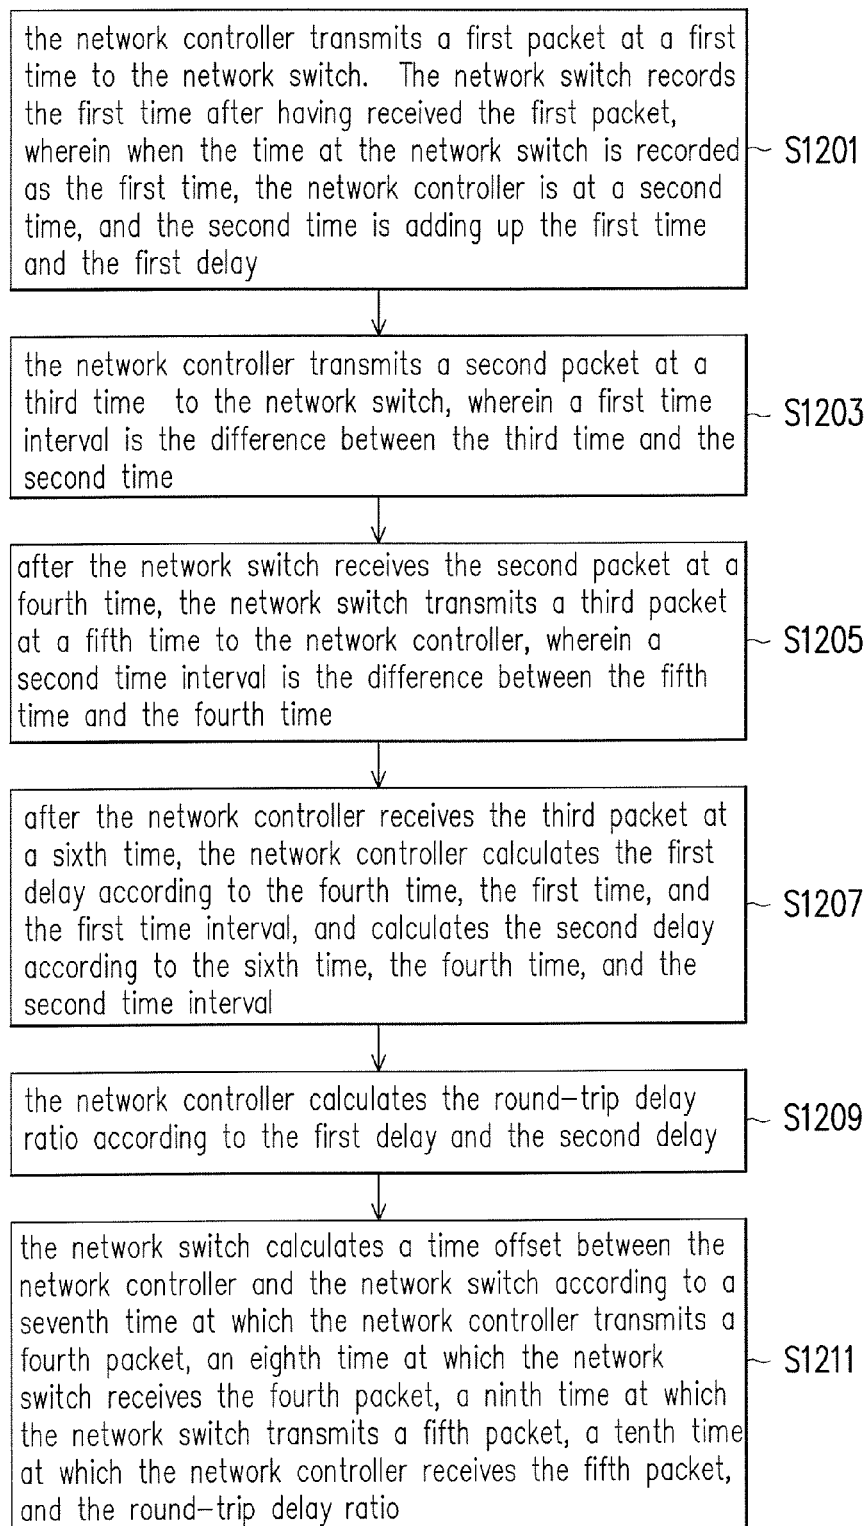 the network controller transmits a first packet at a first
time to the network switch. The network switch records
the first time after having received the first packet,
wherein when the time at the network switch is recorded
as the first time, the network controller is at a second
time, and the second time is adding up the first time
and the first delay
S1201
the network controller transmits a second packet at a
third time to the network switch, wherein a first time
interval is the difference between the third time and the
second time
S1203
after the network switch receives the second packet at a
fourth time, the network switch transmits a third packet
at a fifth time to the network controller, wherein a
second time interval is the difference between the fifth
time and the fourth time
S1205
after the network controller receives the third packet at
a sixth time, the network controller calculates the first
delay according to the fourth time, the first time, and
the first time interval, and calculates the second delay
according to the sixth time, the fourth time, and the
second time interval
S1207
the network controller calculates the round-trip delay
ratio according to the first delay and the second delay
S1209
the network switch calculates a time offset between the
network controller and the network switch according to a
seventh time at which the network controller transmits a
fourth packet, an eighth time at which the network
switch receives the fourth packet, a ninth time at which
the network switch transmits a fifth packet, a tenth time
at which the network controller receives the fifth packet,
and the round-trip delay ratio
S1211